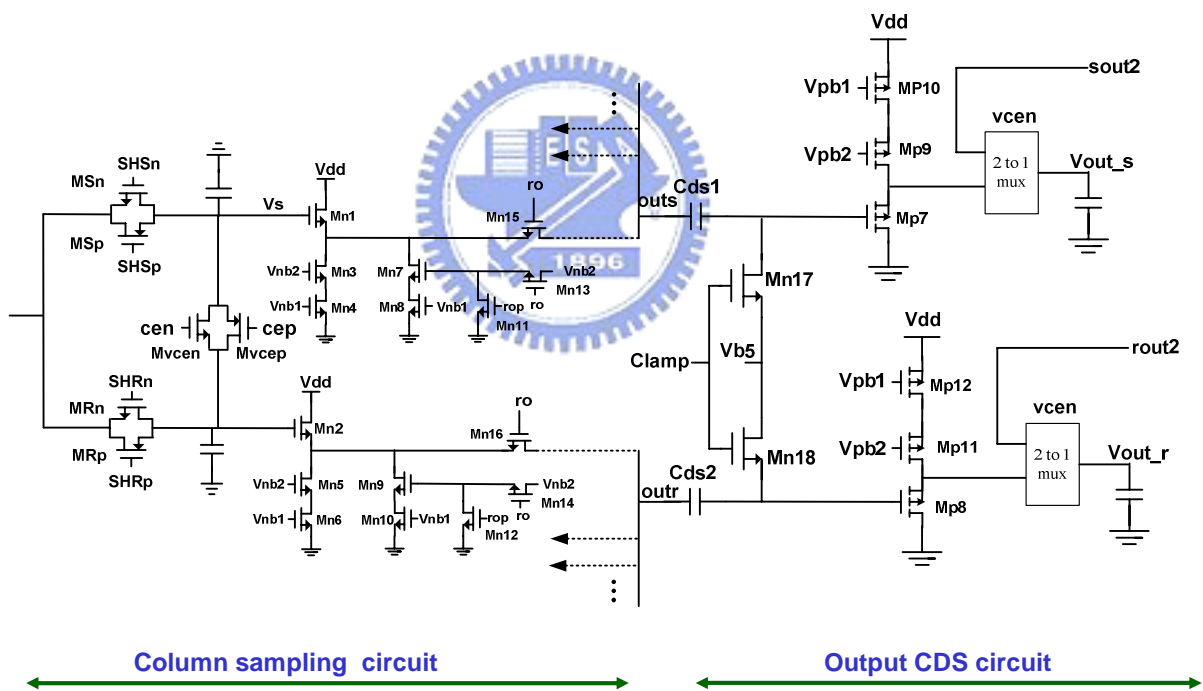 Vdd
Vpb1
MP10
sout2
SHSn
MSn
Vdd
Vpb2
Mp9
vcen
2 to 1
mux
Vout_s
MSp
SHSp
Vs
Mn1
ro
Mn15
outs
Cds1
Mp7
1896
Vnb2
Mn3
Mn7
Vnb2
Mn13
ro
Vnb1
Mn4
Mn8
Vnb1
rop
Mn11
Mn17
cen
cep
Mvcen
Mvcep
Clamp
Vb5
Vdd
rout2
SHRn
MRn
Vdd
Vpb1
Mp12
vcen
MRp
SHRp
Mn2
ro
Mn16
Mn18
Vpb2
Mp11
2 to 1
mux
Vout_r
Vnb2
Mn5
Mn9
Vnb2
Mn14
ro
outr
Cds2
Mp8
Vnb1
Mn6
Mn10
Vnb1
rop
Mn12
Column sampling circuit
Output CDS circuit